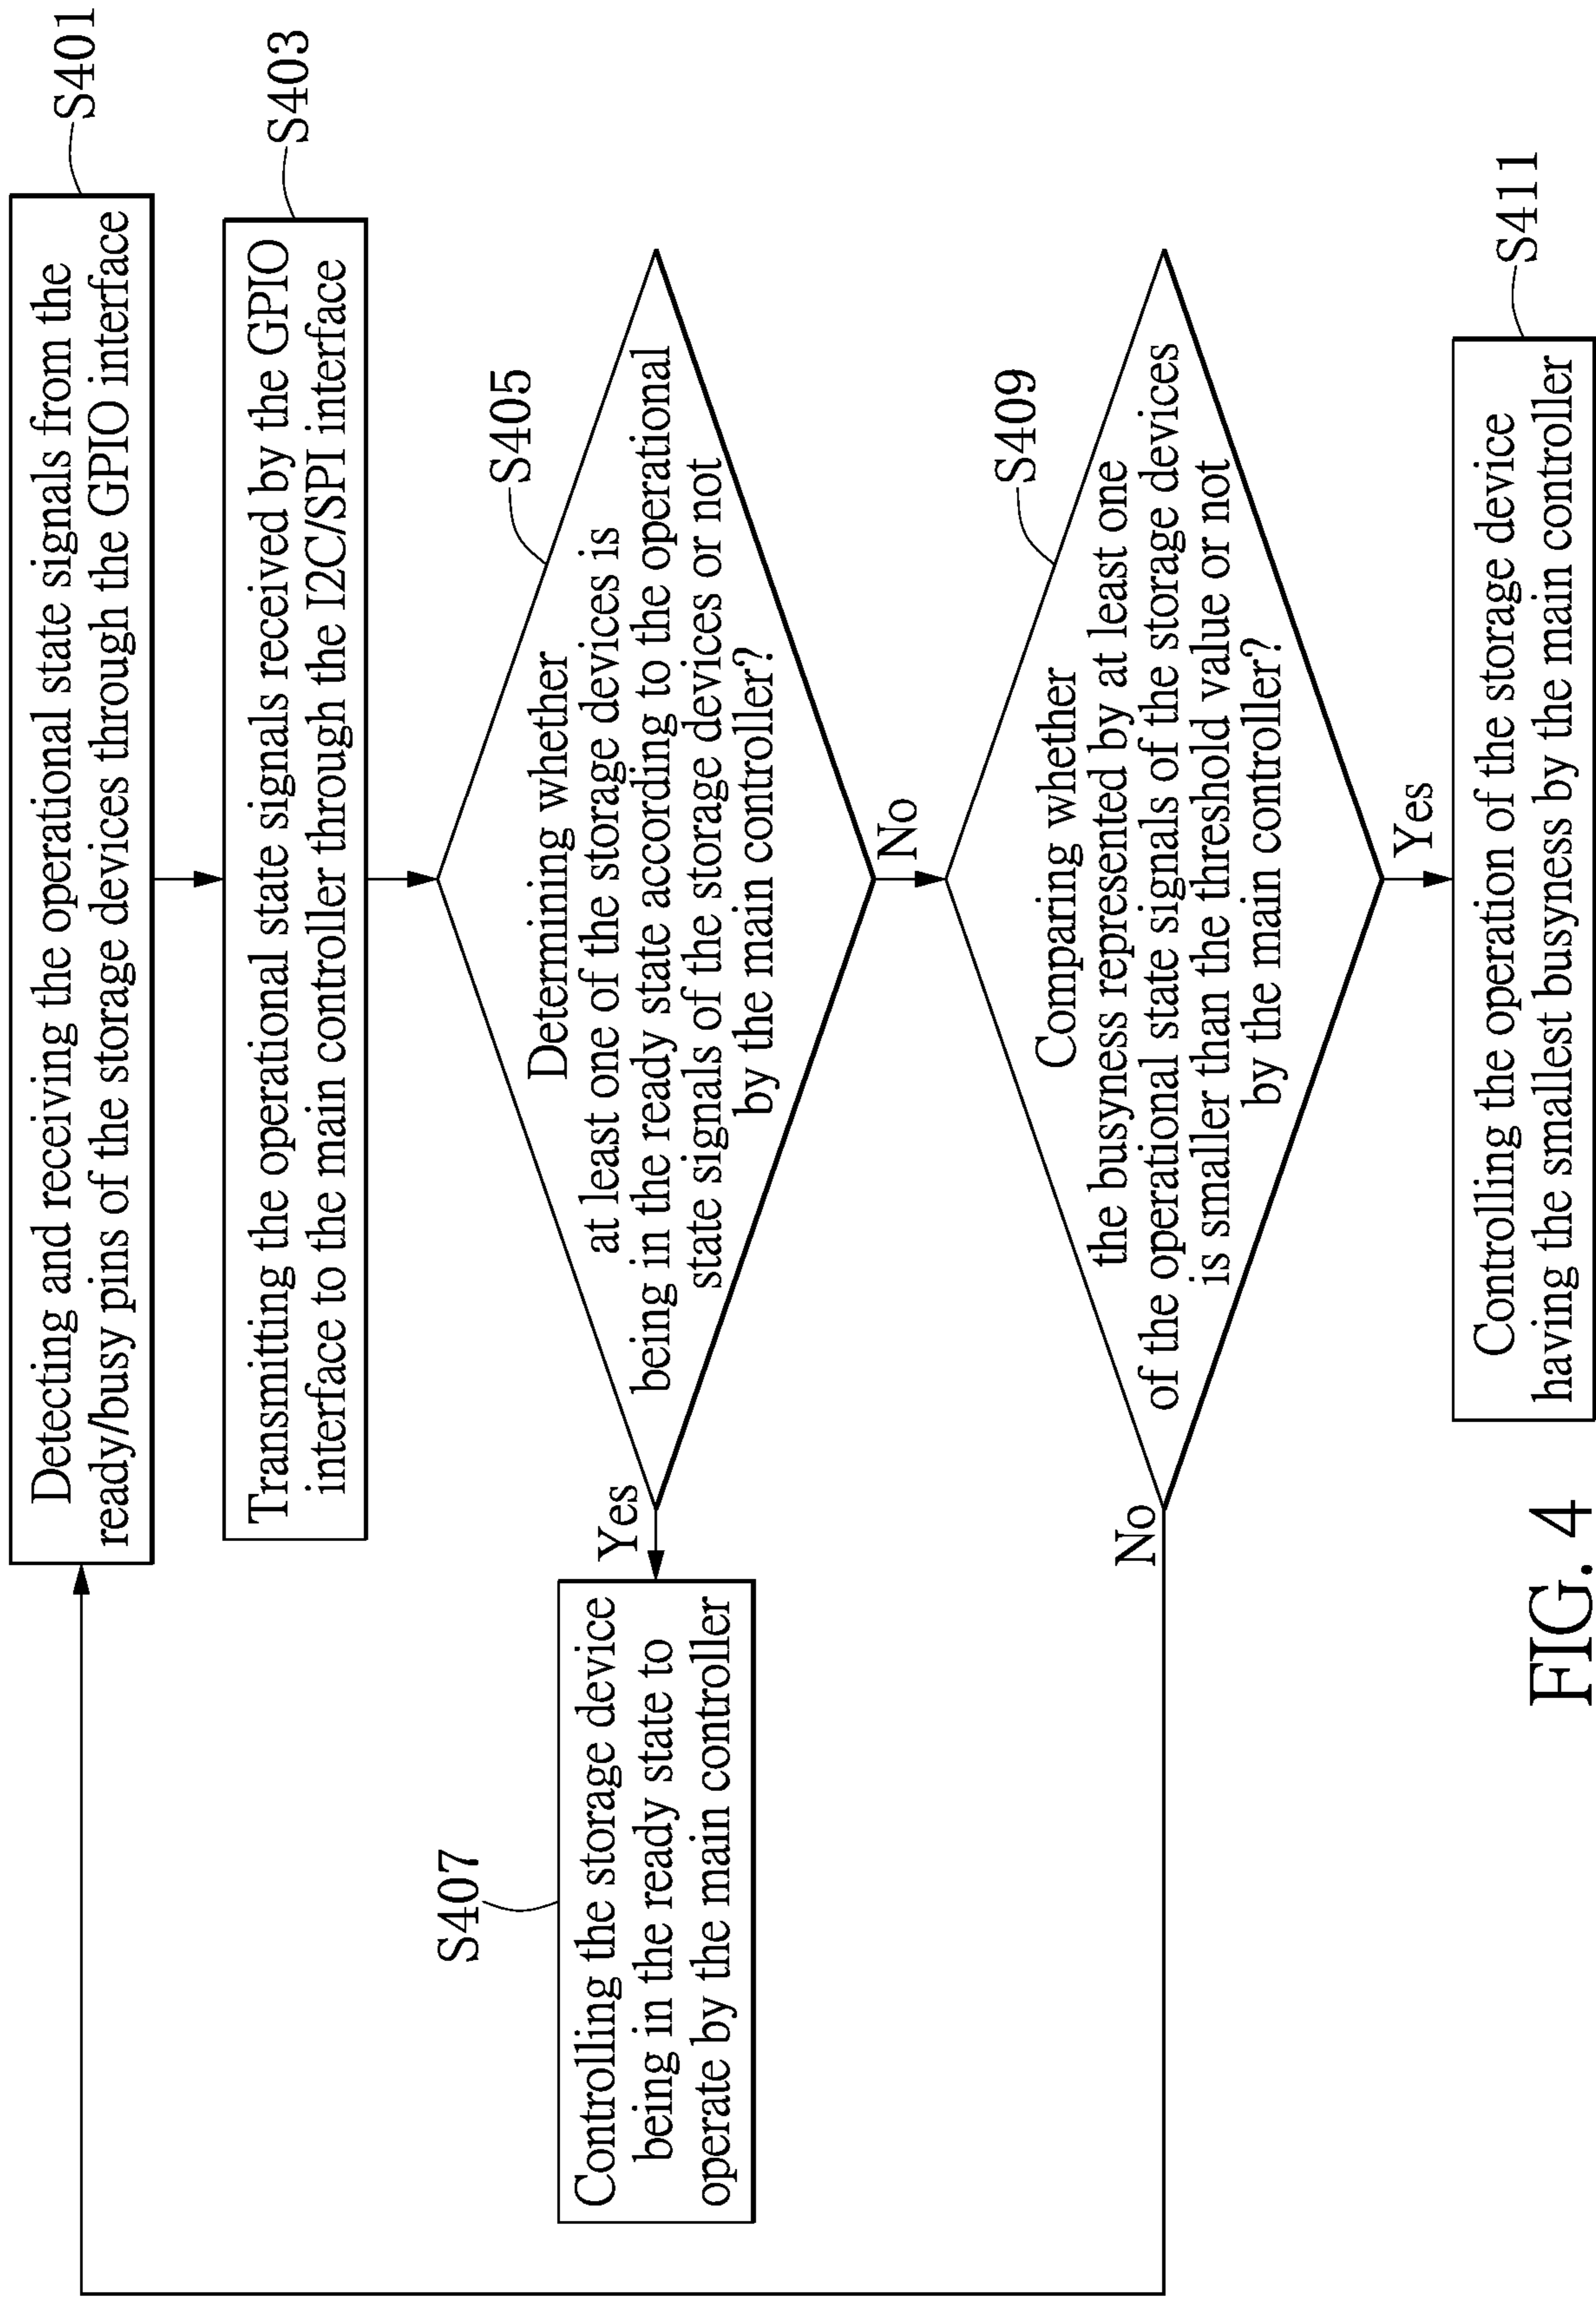 Detecting and receiving the operational state signals from the
ready/busy pins of the storage devices through the GPIO interface
S401
Transmitting the operational state signals received by the GPIO
interface to the main controller through the I2C/SPI interface
S403
Determining whether
at least one of the storage devices is
being in the ready state according to the operational
state signals of the storage devices or not
by the main controller?
S405
Yes
No
Controlling the storage device
being in the ready state to
operate by the main controller
S407
Comparing whether
the busyness represented by at least one
of the operational state signals of the storage devices
is smaller than the threshold value or not
by the main controller?
S409
No
Yes
Controlling the operation of the storage device
having the smallest busyness by the main controller
S411
FIG. 4